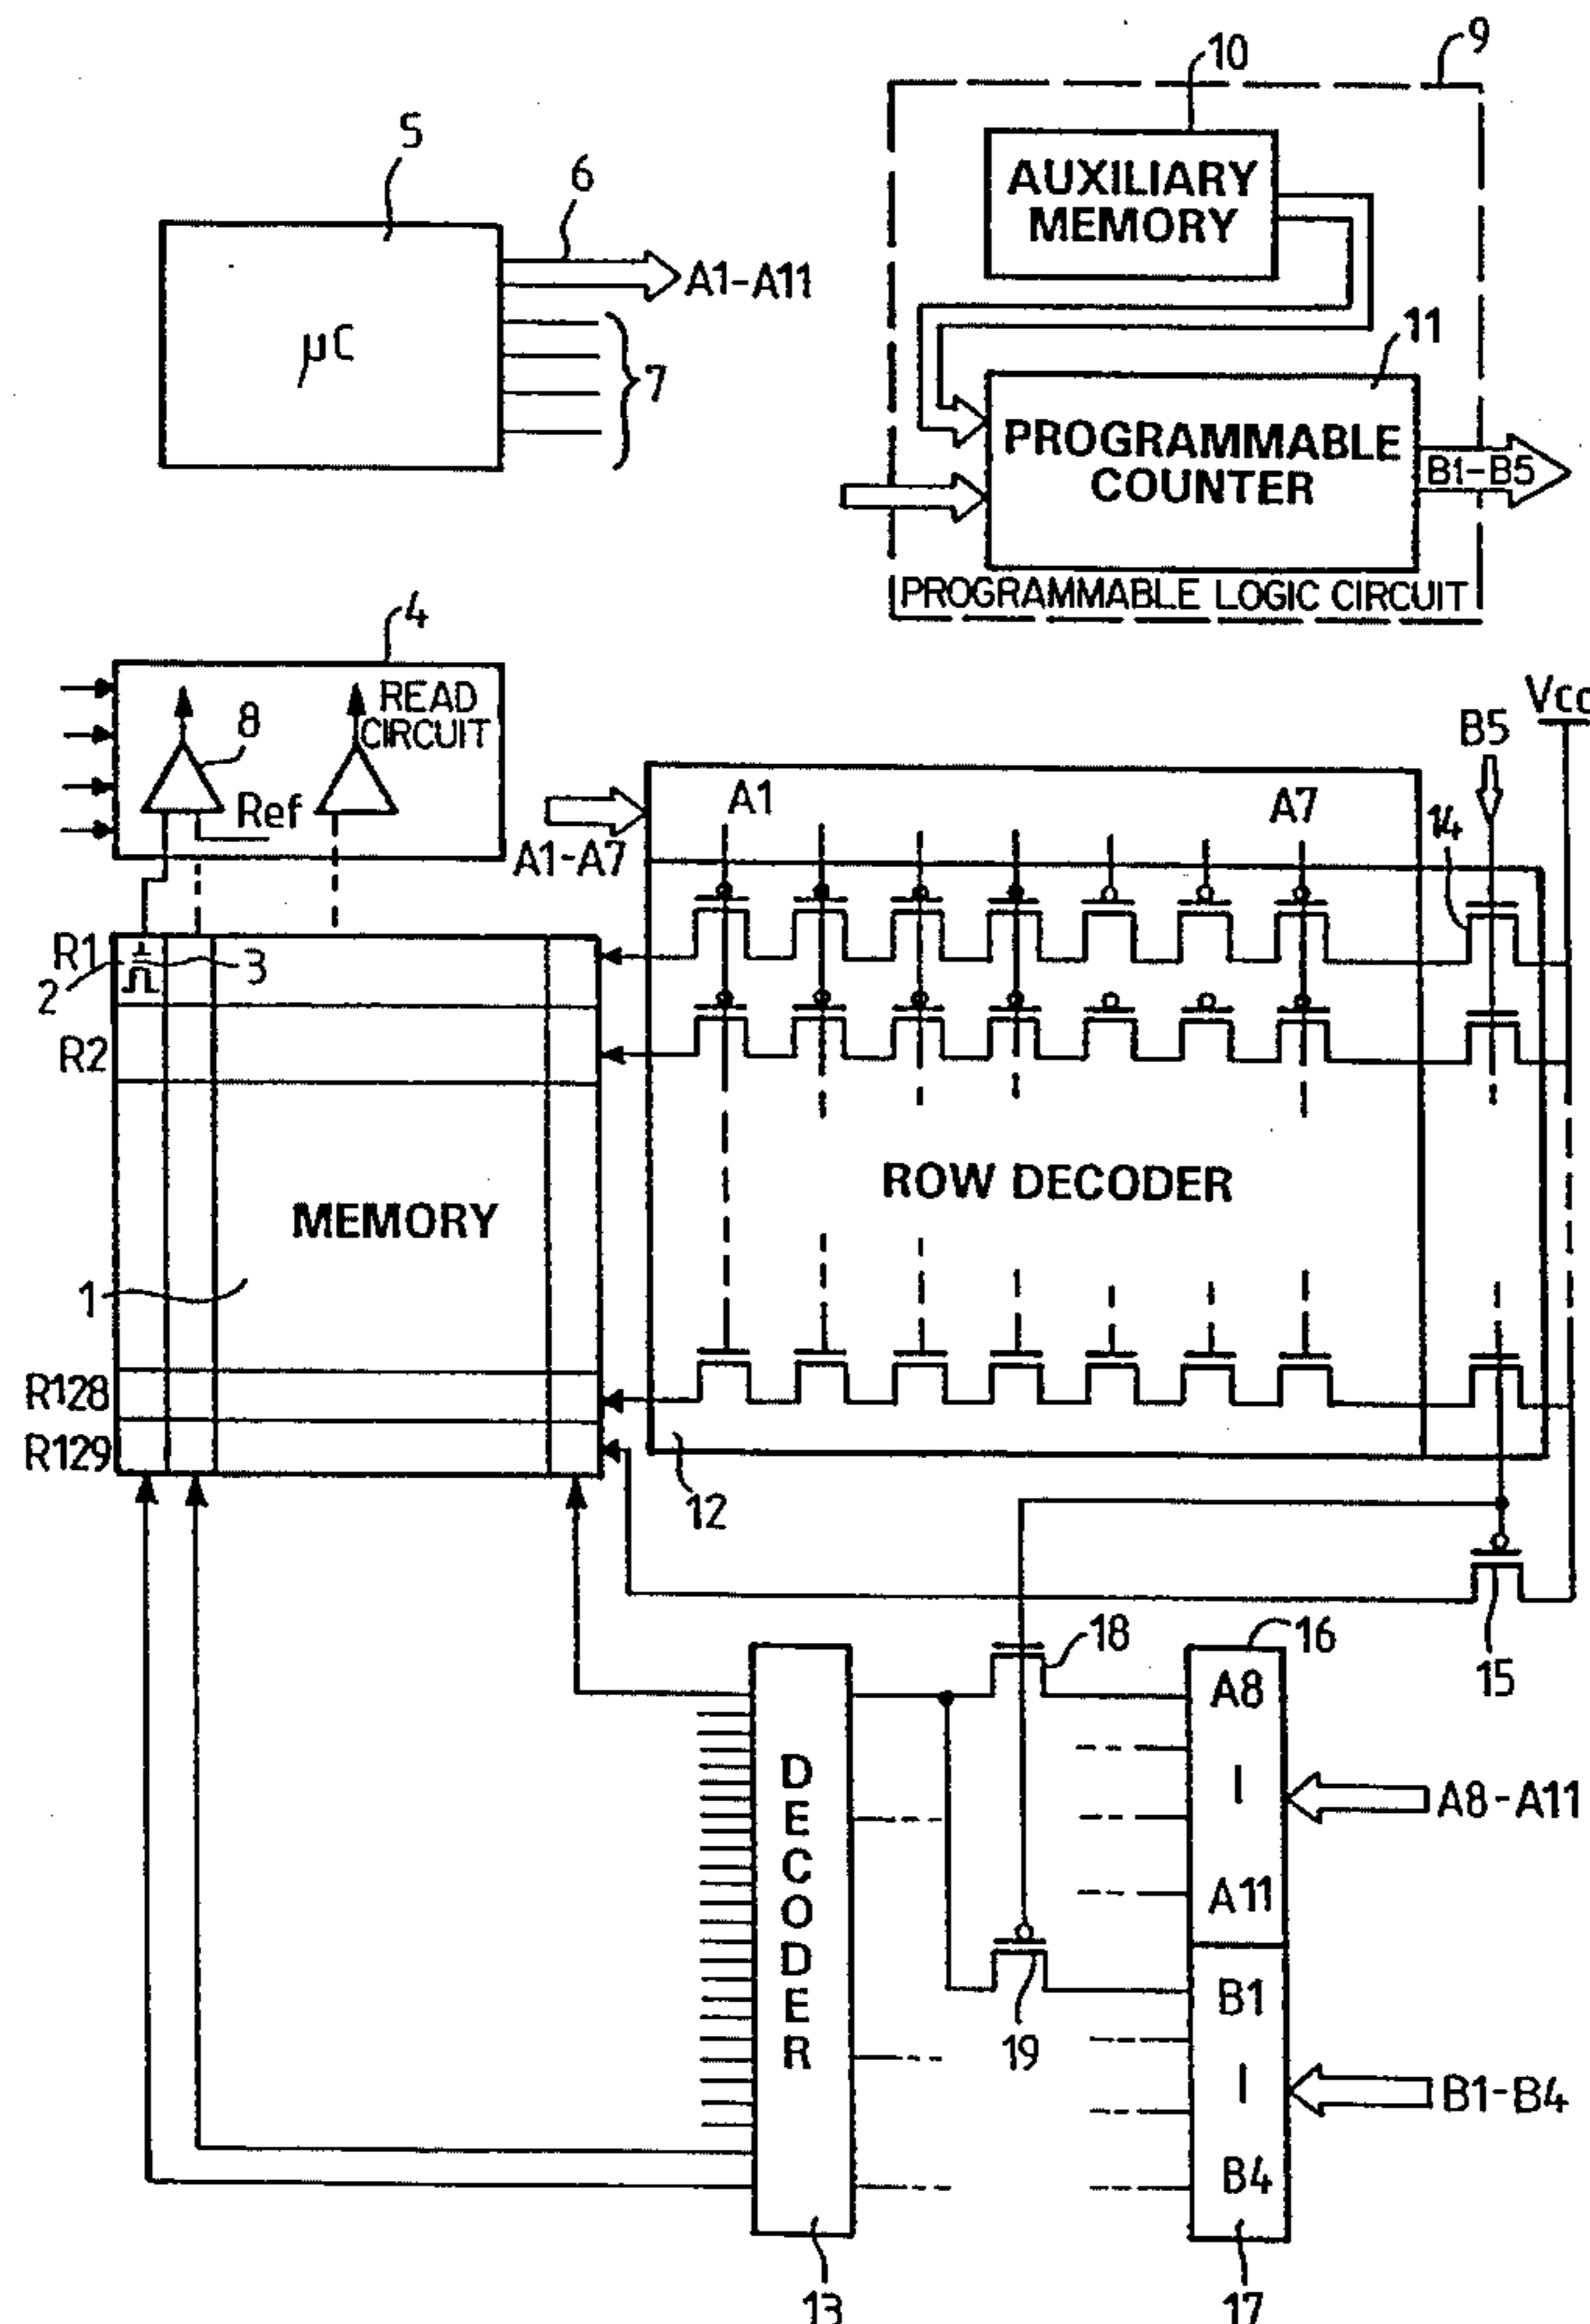 10
9
5
6
AUXILIARY
MEMORY
A1-A11
µC
7
11
PROGRAMMABLE
COUNTER
B1-B5
PROGRAMMABLE LOGIC CIRCUIT
4
READ
CIRCUIT
8
Ref
Vcc
B5
A1
A7
14
A1-A7
R1
2
3
R2
ROW DECODER
MEMORY
1
R128
R129
12
18
16
15
A8
DECODER
|
A8-A11
A11
B1
19
|
B1-B4
B4
13
17